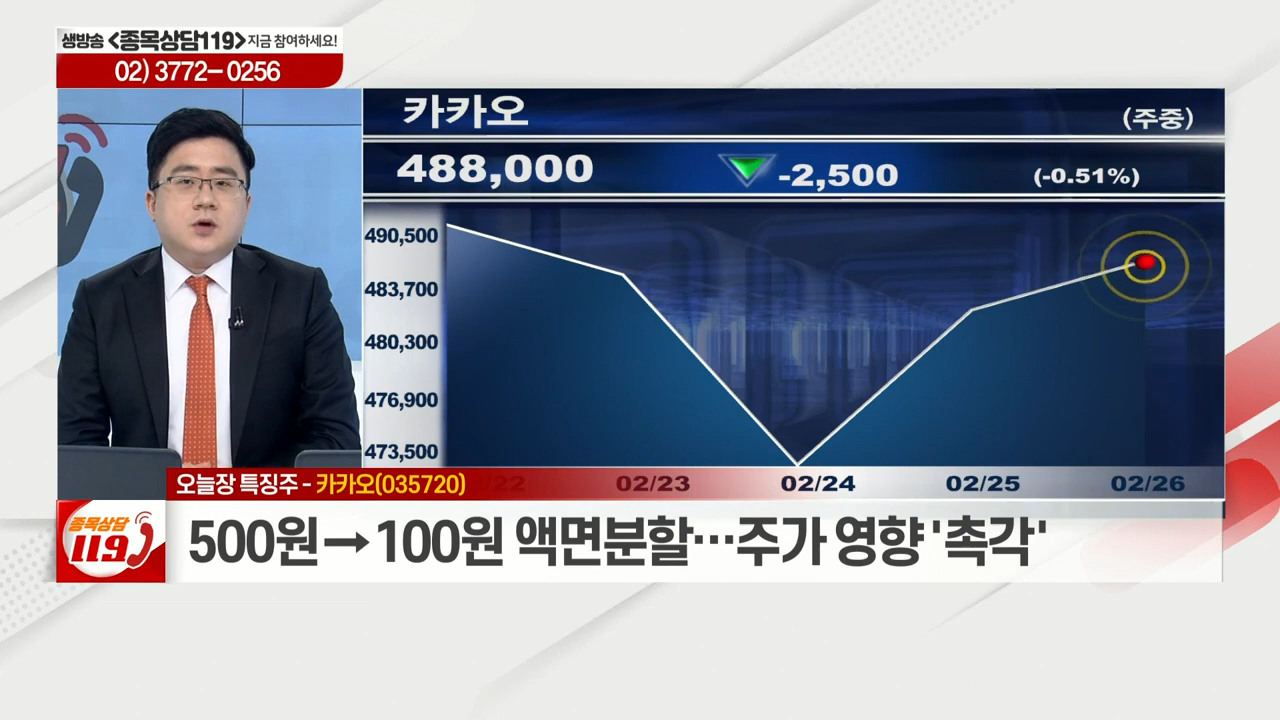 생방송 <종목상담119> 지금 참여하세요!
02) 3772-0256
카카오
(주중)
488,000 -2,500 (-0.51%)
490,500
483,700
480,300
476,900
473,500
02/23 02/24 02/25 02/26
오늘장 특징주 - 카카오(035720)
종목상담
119
500원→100원 액면분할…주가 영향 '촉각'